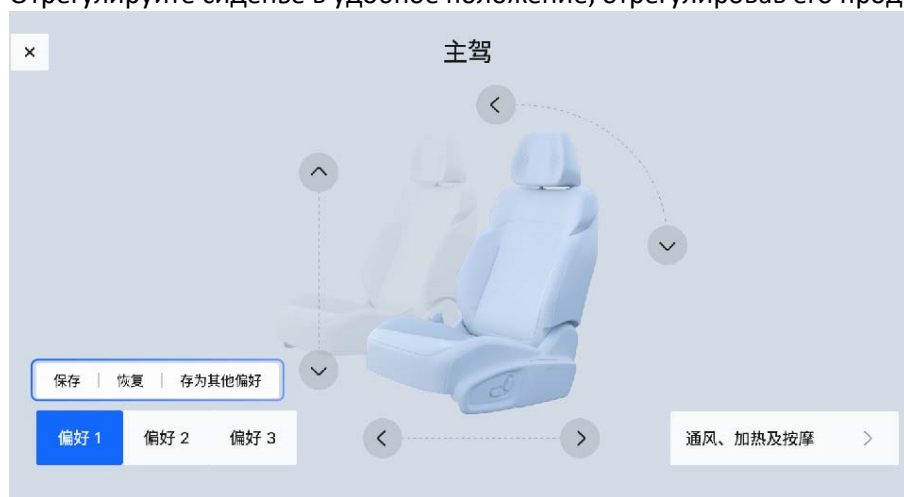 Отрегулируйте сиденье в удобное положение, отрегулировав его прод
主驾
保存 | 恢复 | 存为其他偏好
偏好 1 偏好 2 偏好 3
通风、加热及按摩